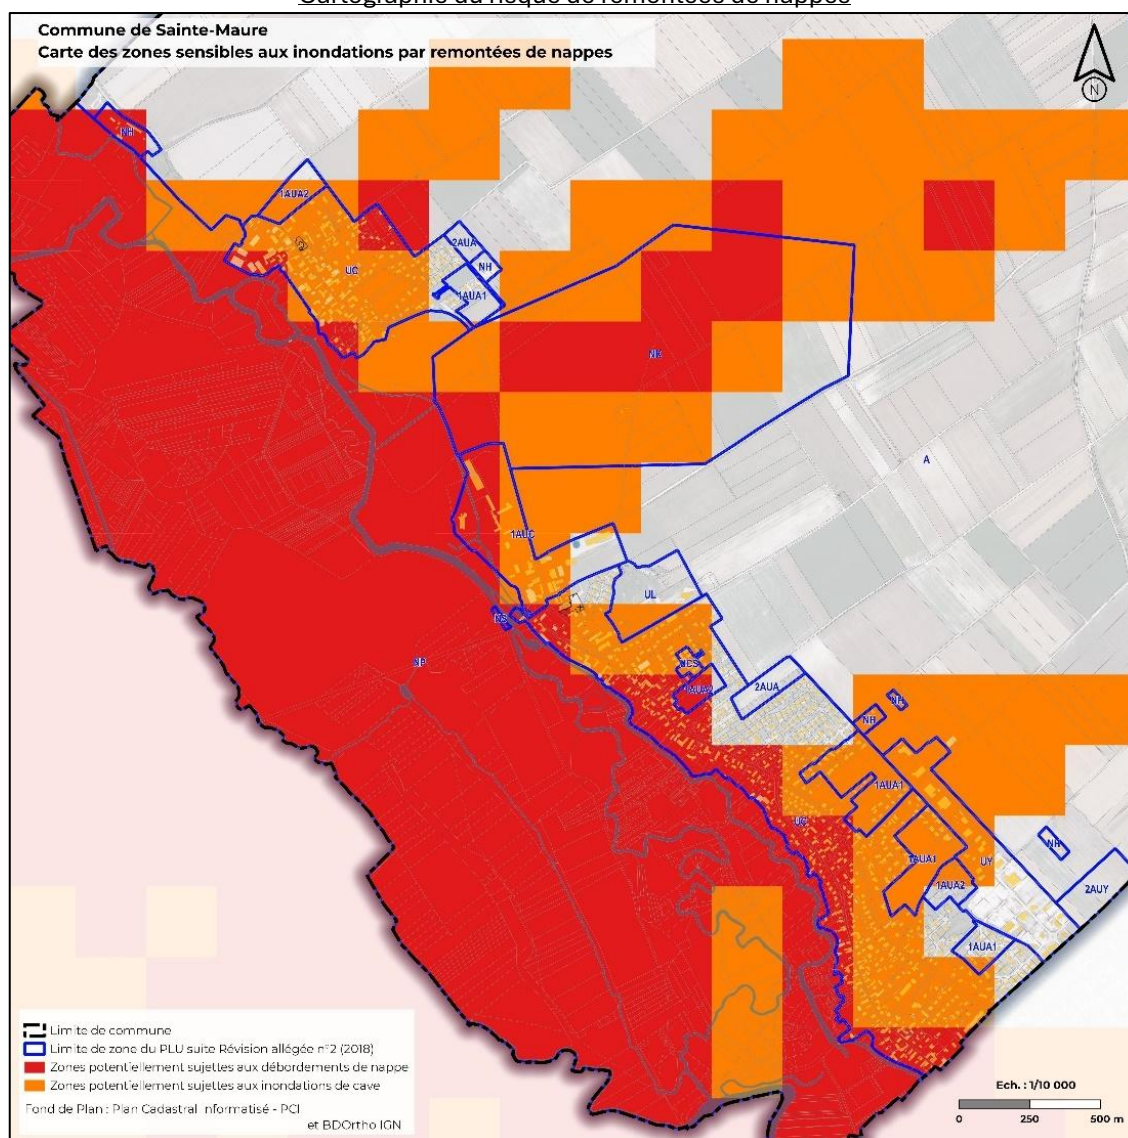 Cartographie du risque de remontées de nappes
Commune de Sainte-Maure
Carte des zones sensibles aux inondations par remontées de nappes
N
NH
1AUA2
2AUA
UC
NH
1AUA1
NE
A
1AUC
UL
NS
NP
UCS
1AUA2
2AUA
NH
NH
1AUA1
UC
NH
1AUA1
UY
1AUA2
2AUY
1AUA1
Limite de commune
Limite de zone du PLU suite Révision allégée n°2 (2018)
Zones potentiellement sujettes aux débordements de nappe
Zones potentiellement sujettes aux inondations de cave
Fond de Plan : Plan Cadastral Informatisé - PCI
et BDOrtho IGN
Ech. : 1/10 000
0 250 500 m